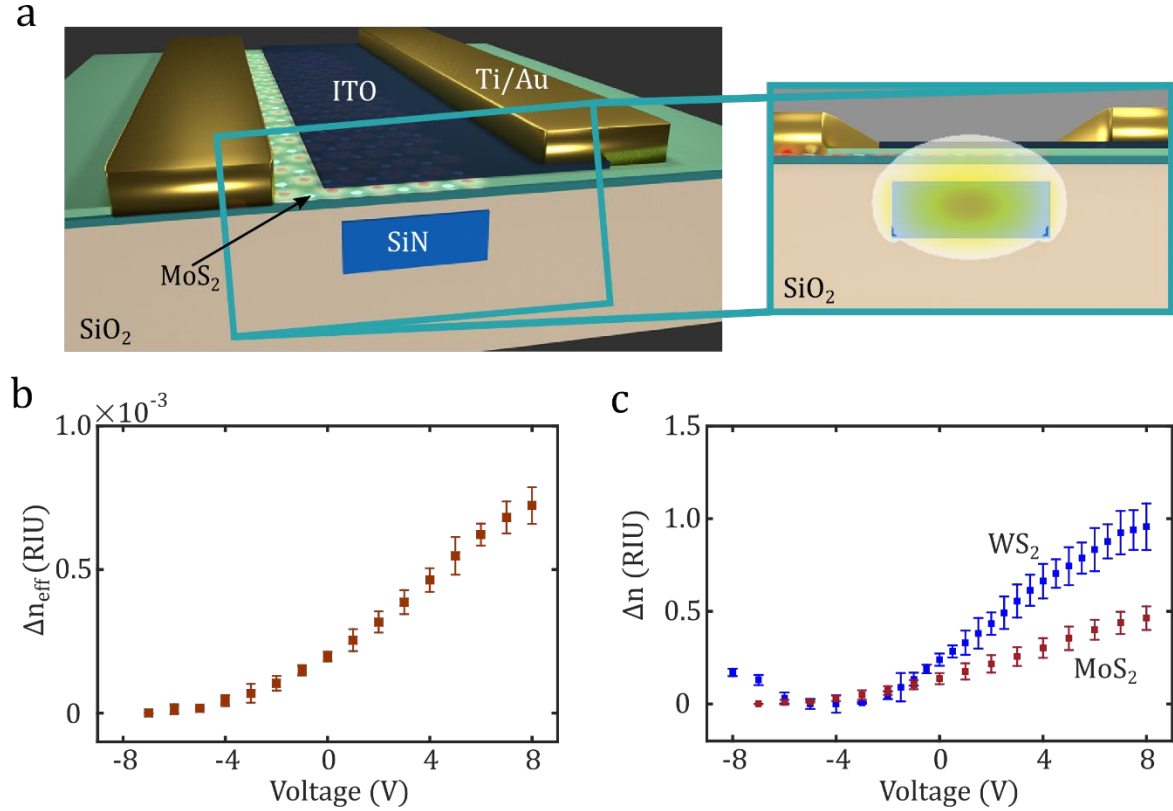 a
ITO
Ti/Au
SiN
MoS₂
SiO₂
SiO₂
b
×10⁻³
1.0
0.5
0
Δn_eff (RIU)
-8 -4 0 4 8
Voltage (V)
c
1.5
1.0
0.5
0
Δn (RIU)
WS₂
MoS₂
-8 -4 0 4 8
Voltage (V)